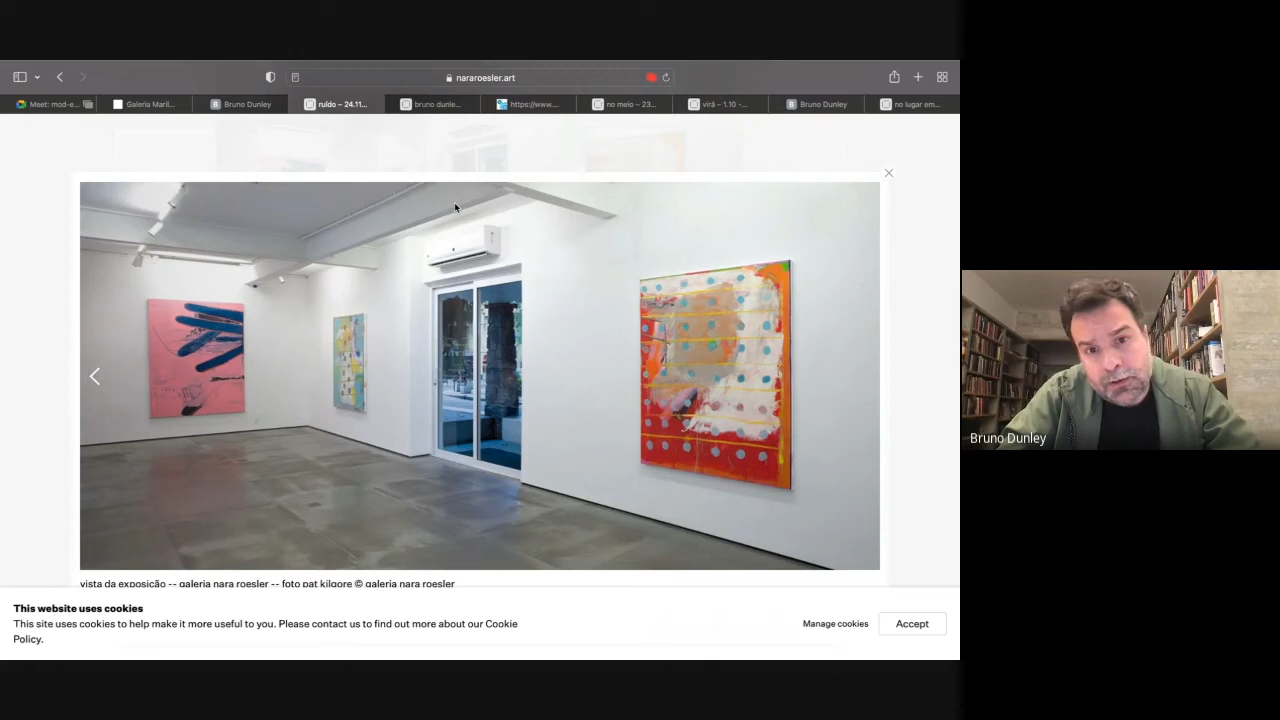 nararoesler.art
Meet: mod-e...
Galeria Maril...
Bruno Dunley
ruído – 24.11...
bruno dunle...
https://www....
no meio – 23...
virá – 1.10 -...
Bruno Dunley
no lugar em...
vista da exposição -- galeria nara roesler -- foto pat kilgore © galeria nara roesler
This website uses cookies
This site uses cookies to help make it more useful to you. Please contact us to find out more about our Cookie
Policy.
Manage cookies
Accept
Bruno Dunley